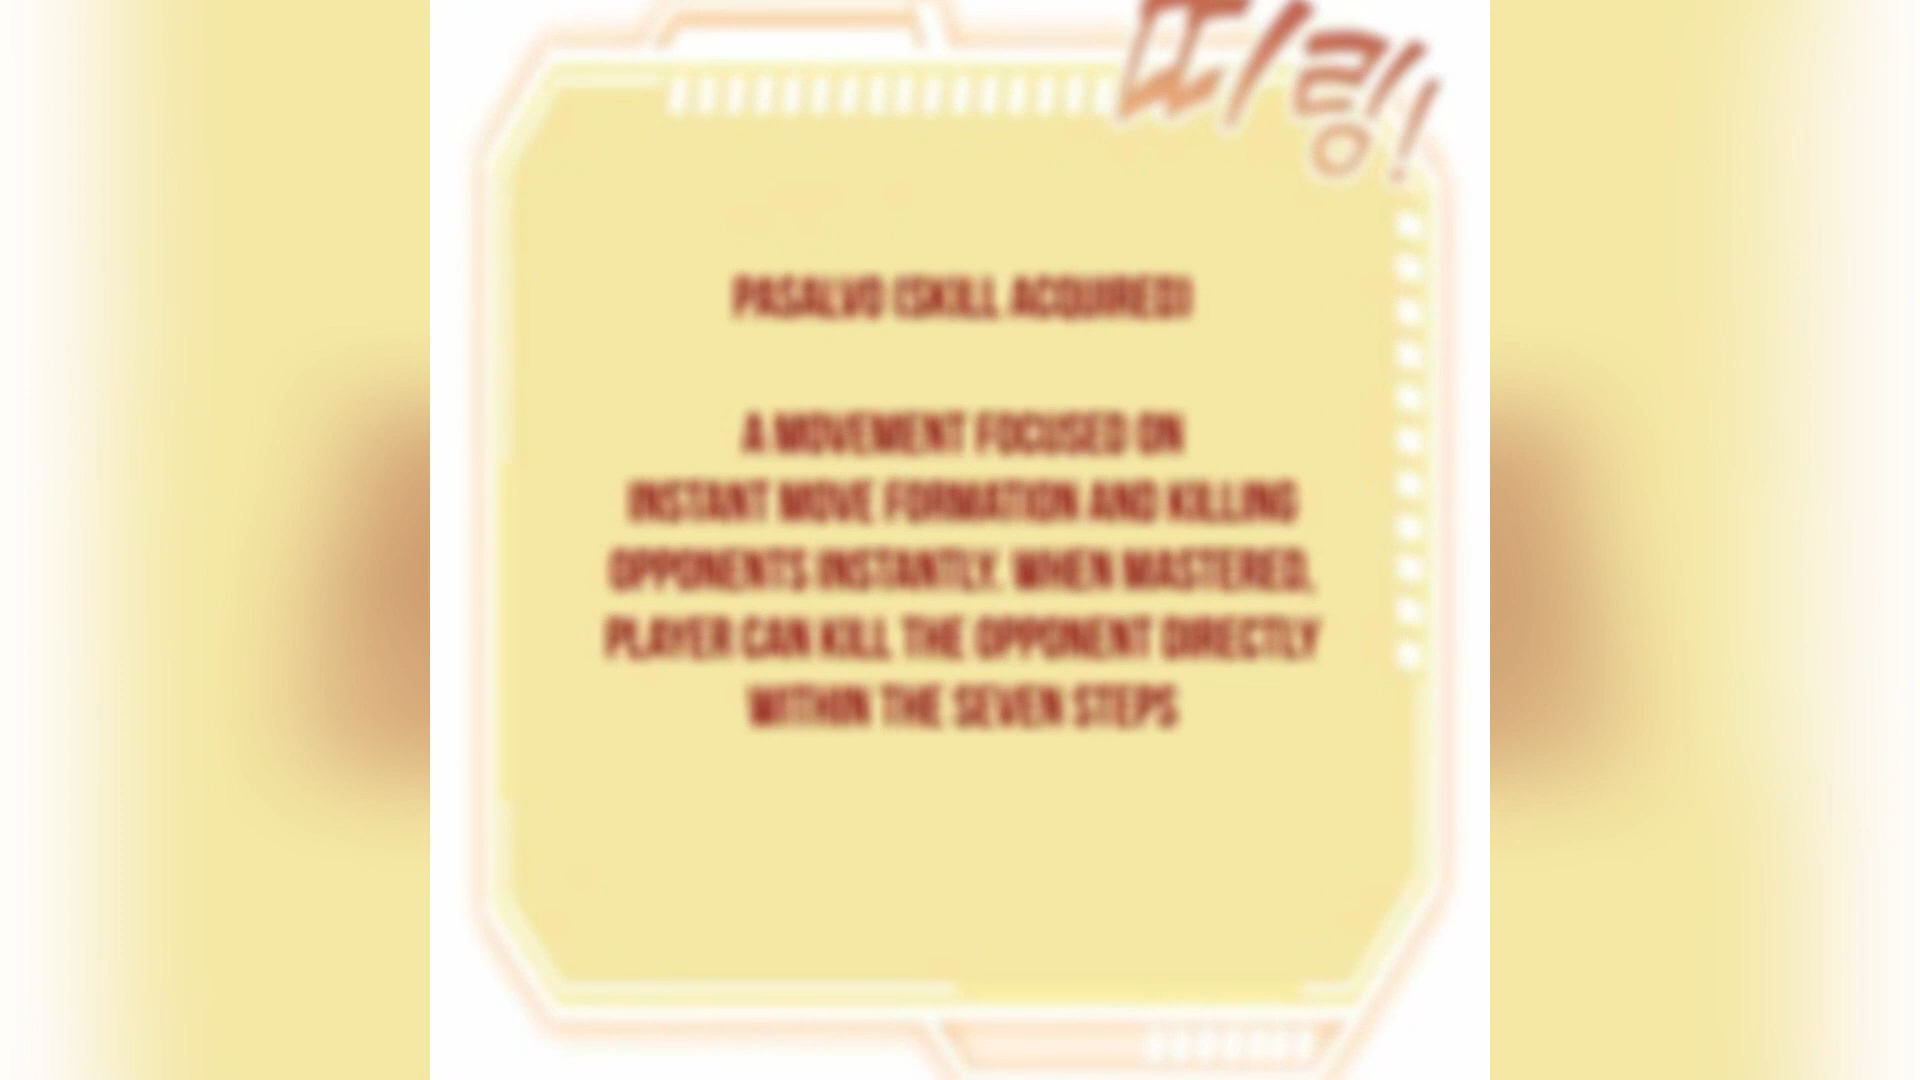 띠링!
PASALVO (SKILL ACQUIRED)
A MOVEMENT FOCUSED ON
INSTANT MOVE FORMATION AND KILLING
OPPONENTS INSTANTLY. WHEN MASTERED,
PLAYER CAN KILL THE OPPONENT DIRECTLY
WITHIN THE SEVEN STEPS